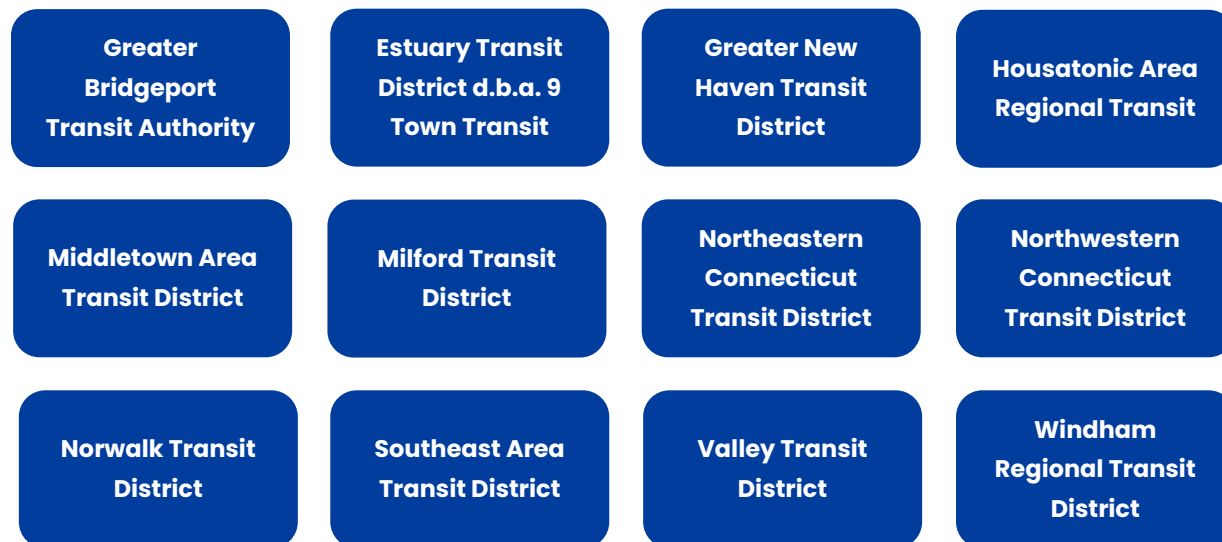 Greater
Bridgeport
Transit Authority
Estuary Transit
District d.b.a. 9
Town Transit
Greater New
Haven Transit
District
Housatonic Area
Regional Transit
Middletown Area
Transit District
Milford Transit
District
Northeastern
Connecticut
Transit District
Northwestern
Connecticut
Transit District
Norwalk Transit
District
Southeast Area
Transit District
Valley Transit
District
Windham
Regional Transit
District